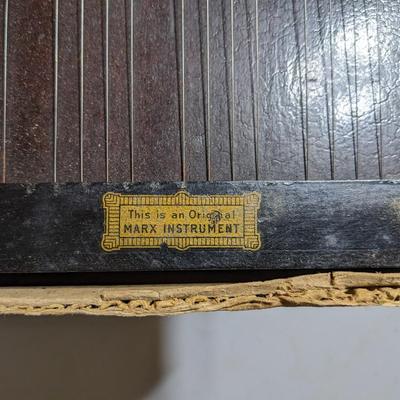 This is an Original
MARX INSTRUMENT